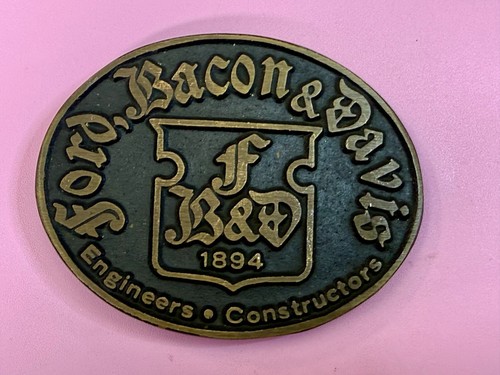 Ford, Bacon & Davis
F
B&D
1894
Engineers • Constructors